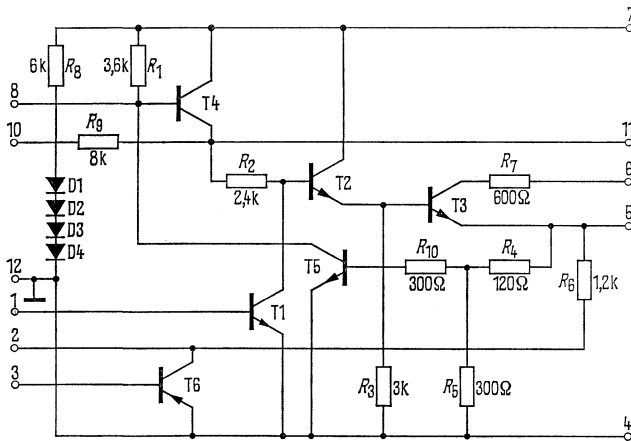 7
6k R8
3,6k R1
8
T4
10
R9
8k
11
R2
2,4k
T2
R7
600Ω
6
D1
D2
D3
D4
T3
5
T5
R10
300Ω
R4
120Ω
R6 1,2k
12
1
T1
2
3
T6
R3 3k
R5 300Ω
4